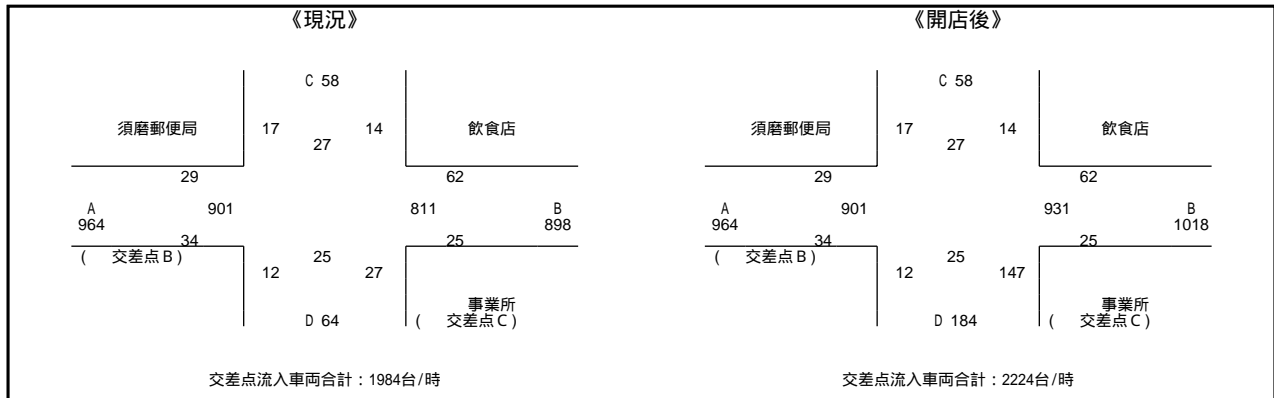 《現況》
C 58
須磨郵便局
17
14
飲食店
27
29
62
A
901
811
B
964
898
34
25
( 交差点B)
25
12
27
事業所
D 64
( 交差点C)
交差点流入車両合計：1984台/時
《開店後》
C 58
須磨郵便局
17
14
飲食店
27
29
62
A
901
931
B
964
1018
34
25
( 交差点B)
25
12
147
事業所
D 184
( 交差点C)
交差点流入車両合計：2224台/時